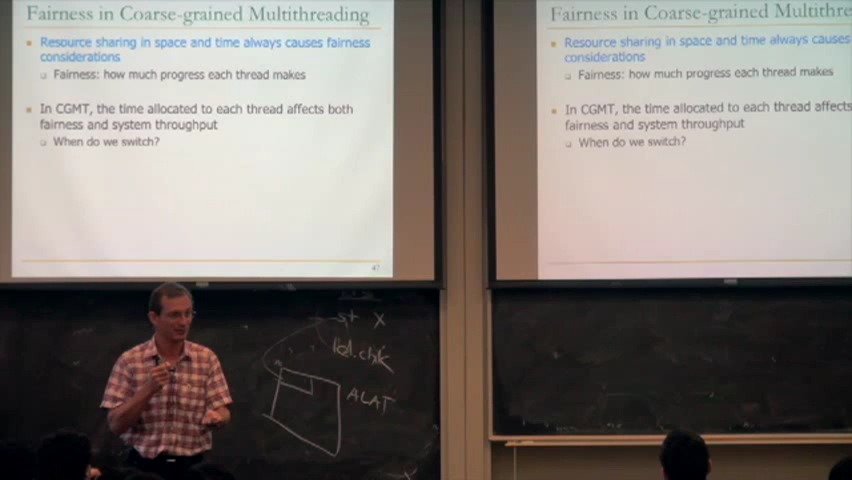 Fairness in Coarse-grained Multithreading
Resource sharing in space and time always causes fairness
considerations
Fairness: how much progress each thread makes
In CGMT, the time allocated to each thread affects both
fairness and system throughput
When do we switch?
47
Fairness in Coarse-grained Multithre
Resource sharing in space and time always causes
considerations
Fairness: how much progress each thread makes
In CGMT, the time allocated to each thread affects
fairness and system throughput
When do we switch?
st X
ld.chk
ALAT